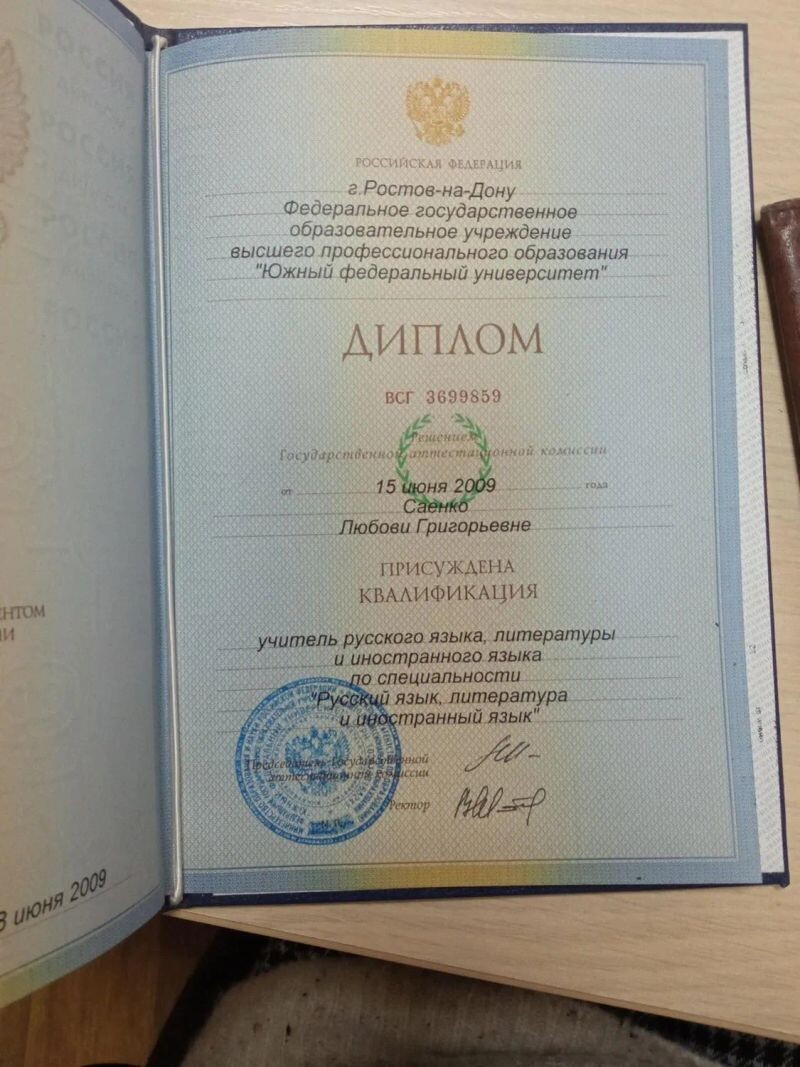 РОССИЙСКАЯ ФЕДЕРАЦИЯ
г.Ростов-на-Дону
Федеральное государственное
образовательное учреждение
высшего профессионального образования
"Южный федеральный университет"
ДИПЛОМ
ВСГ 3699859
Решением
Государственной аттестационной комиссии
от 15 июня 2009 года
Саенко
Любови Григорьевне
ПРИСУЖДЕНА
КВАЛИФИКАЦИЯ
учитель русского языка, литературы
и иностранного языка
по специальности
"Русский язык, литература
и иностранный язык"
Председатель Государственной
аттестационной комиссии
Ректор
М.П.
ЕНТОМ
ИИ
8 июня 2009